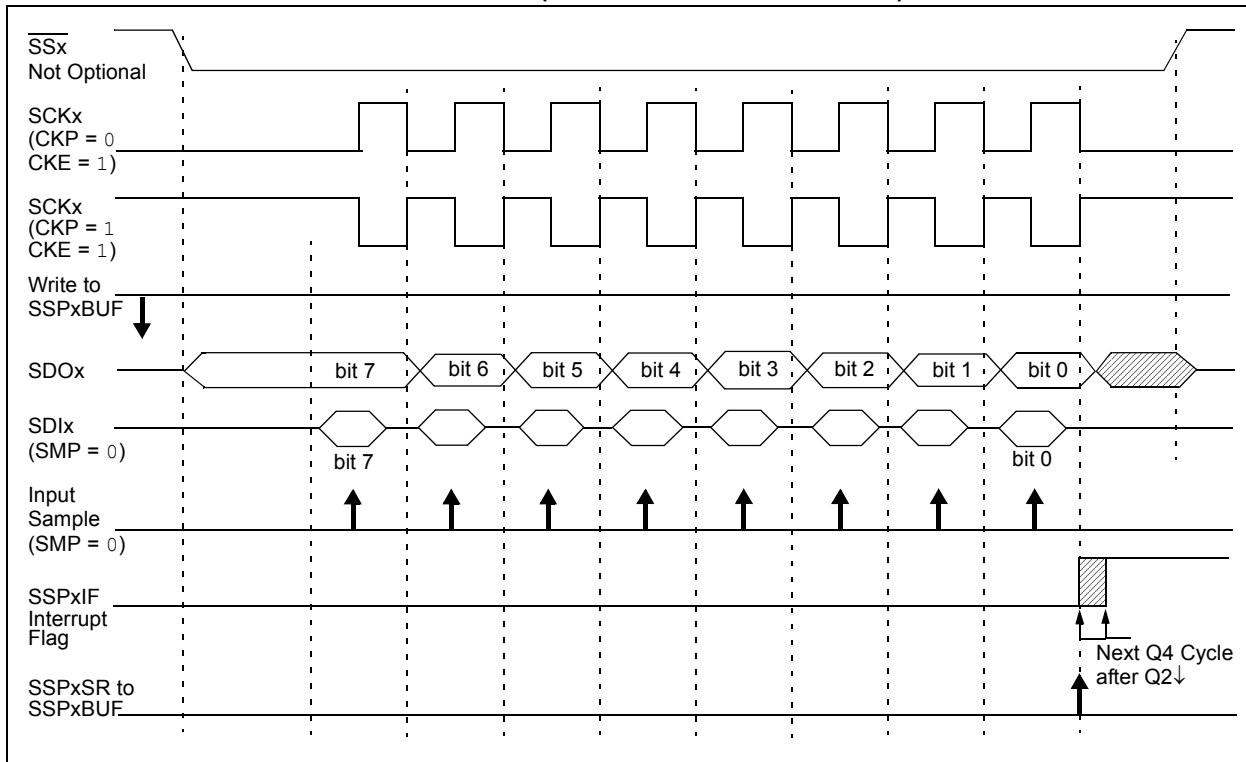 SSx
Not Optional
SCKx
(CKP = 0
CKE = 1)
SCKx
(CKP = 1
CKE = 1)
Write to
SSPxBUF
SDOx
bit 7 bit 6 bit 5 bit 4 bit 3 bit 2 bit 1 bit 0
SDIx
(SMP = 0)
bit 7 bit 0
Input
Sample
(SMP = 0)
SSPxIF
Interrupt
Flag
Next Q4 Cycle
after Q2↓
SSPxSR to
SSPxBUF